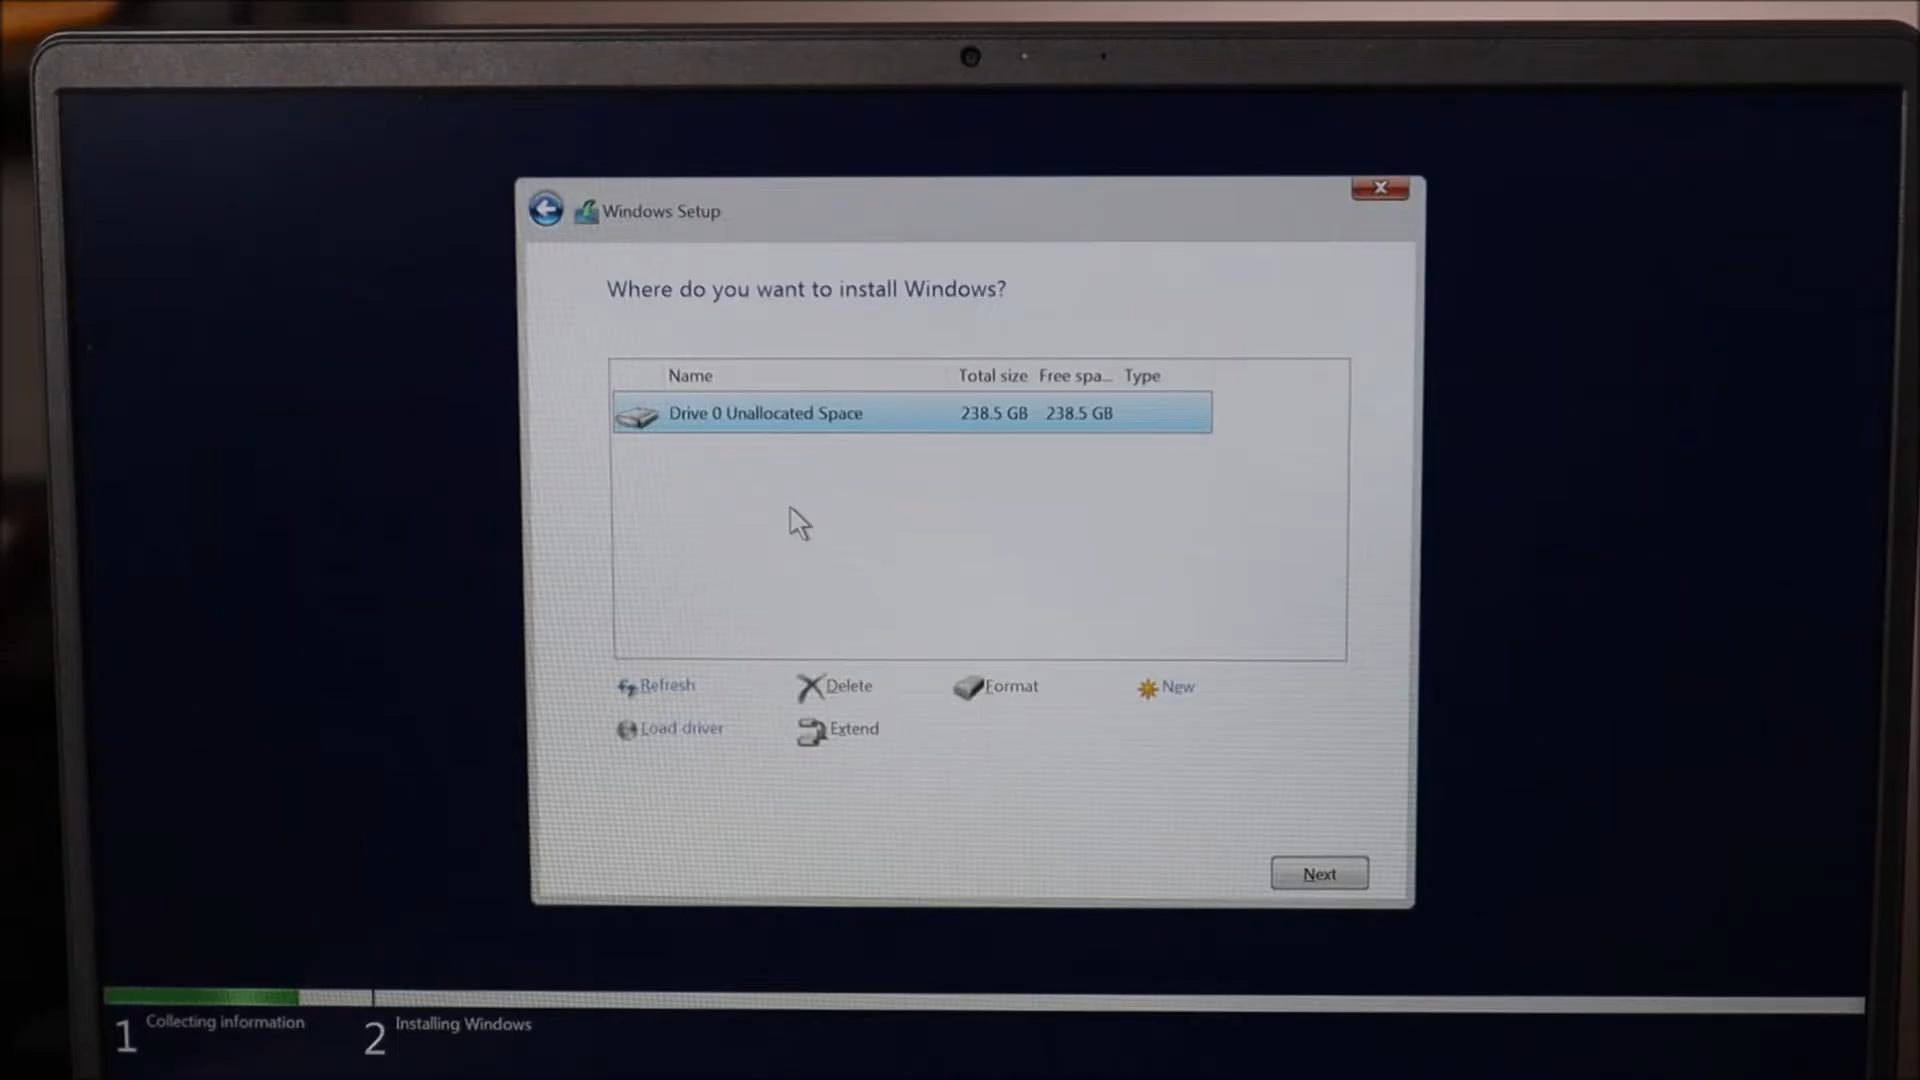 Windows Setup
Where do you want to install Windows?
Name Total size Free spa... Type
Drive 0 Unallocated Space 238.5 GB 238.5 GB
Refresh Delete Format New
Load driver Extend
Next
1 Collecting information 2 Installing Windows